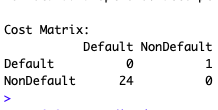 Cost Matrix:
Default NonDefault
Default 0 1
NonDefault 24 0
>